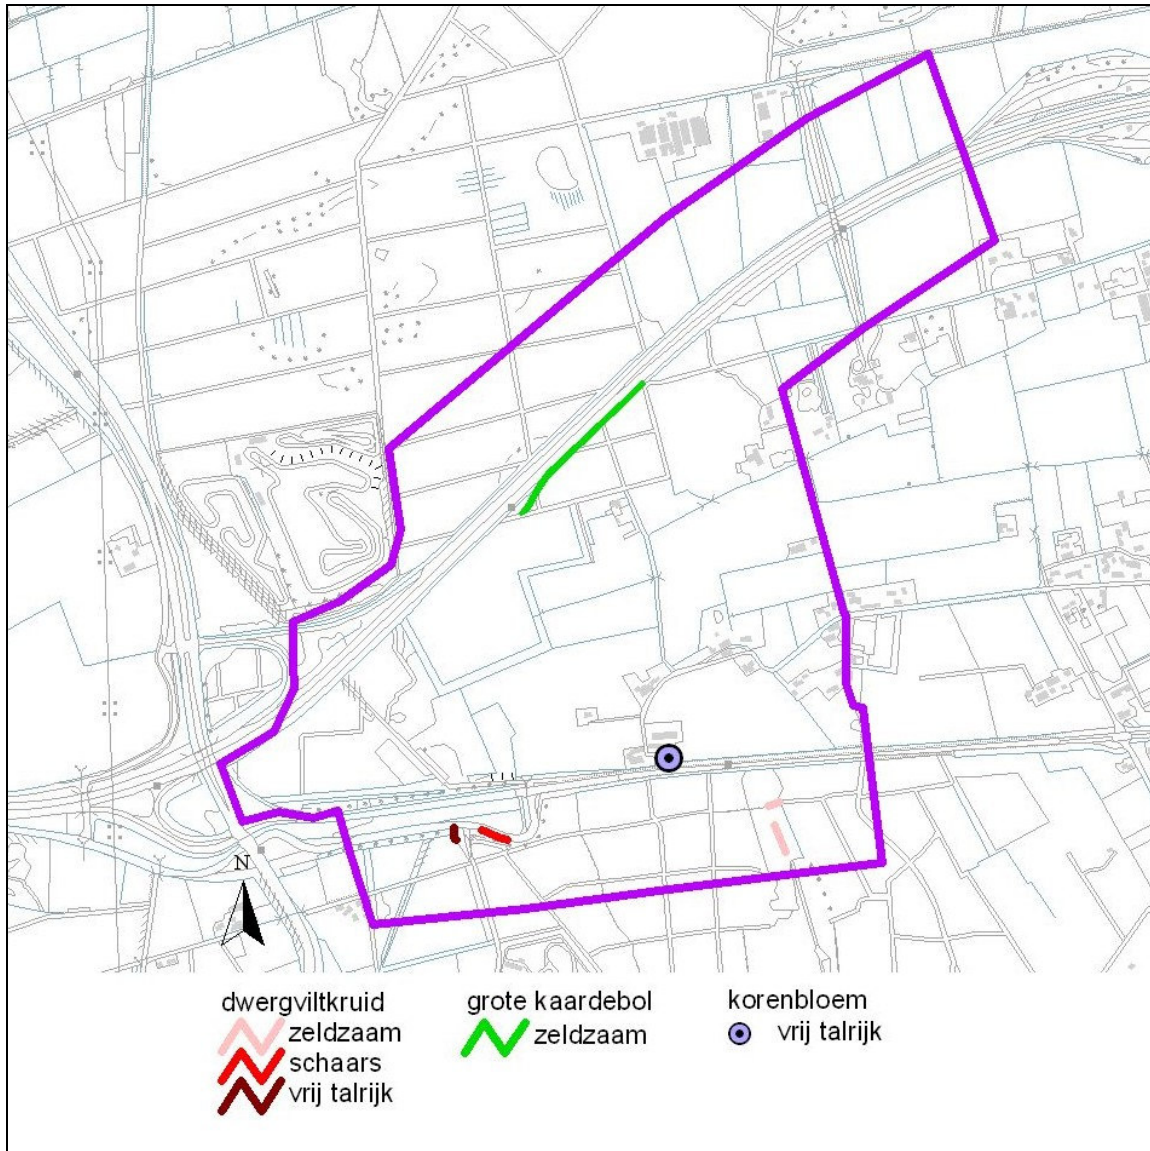 N
dwergviltkruid
zeldzaam
schaars
vrij talrijk
grote kaardebol
zeldzaam
korenbloem
vrij talrijk